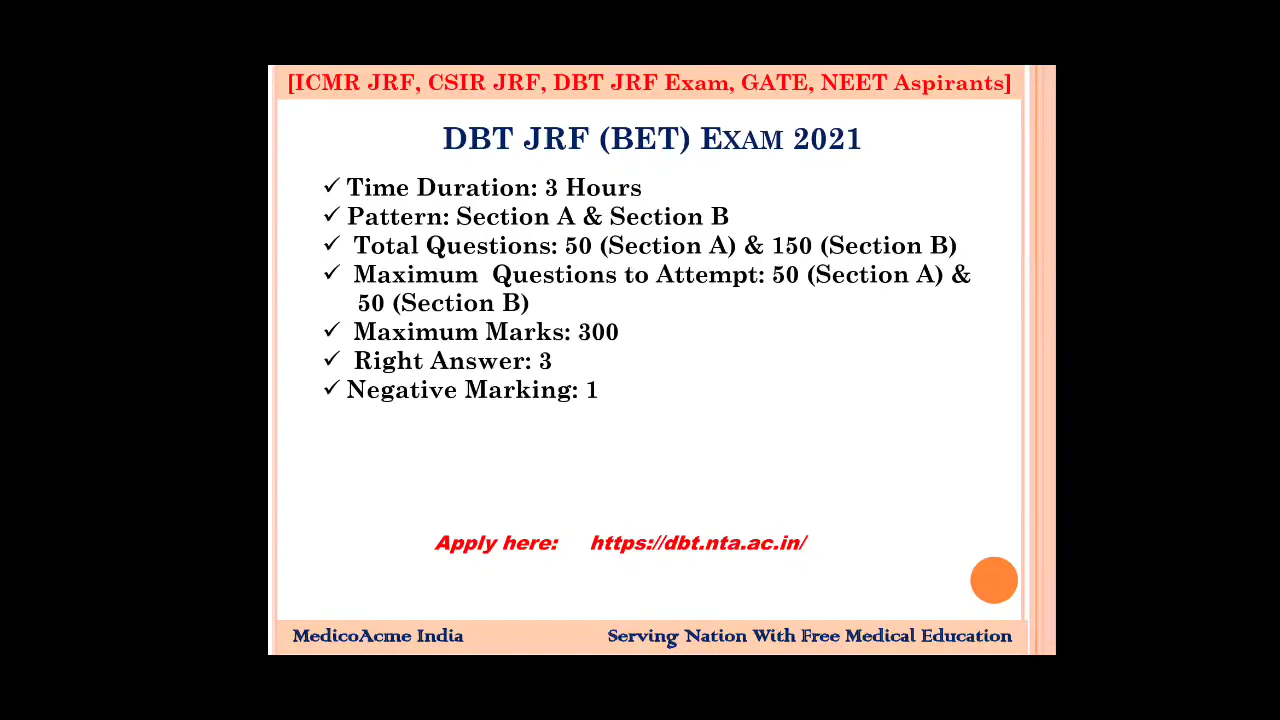 [ICMR JRF, CSIR JRF, DBT JRF Exam, GATE, NEET Aspirants]
DBT JRF (BET) EXAM 2021
✓ Time Duration: 3 Hours
✓ Pattern: Section A & Section B
✓ Total Questions: 50 (Section A) & 150 (Section B)
✓ Maximum Questions to Attempt: 50 (Section A) &
50 (Section B)
✓ Maximum Marks: 300
✓ Right Answer: 3
✓ Negative Marking: 1
Apply here: https://dbt.nta.ac.in/
MedicoAcme India Serving Nation With Free Medical Education